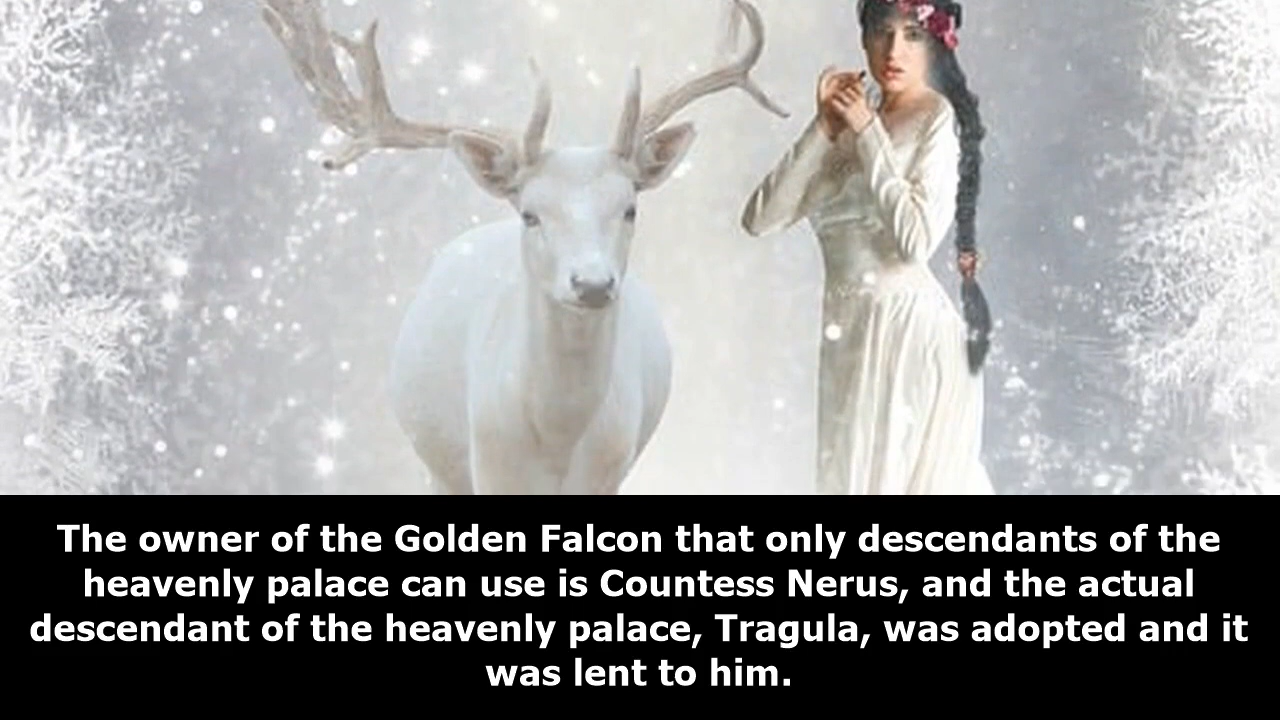 The owner of the Golden Falcon that only descendants of the
heavenly palace can use is Countess Nerus, and the actual
descendant of the heavenly palace, Tragula, was adopted and it
was lent to him.